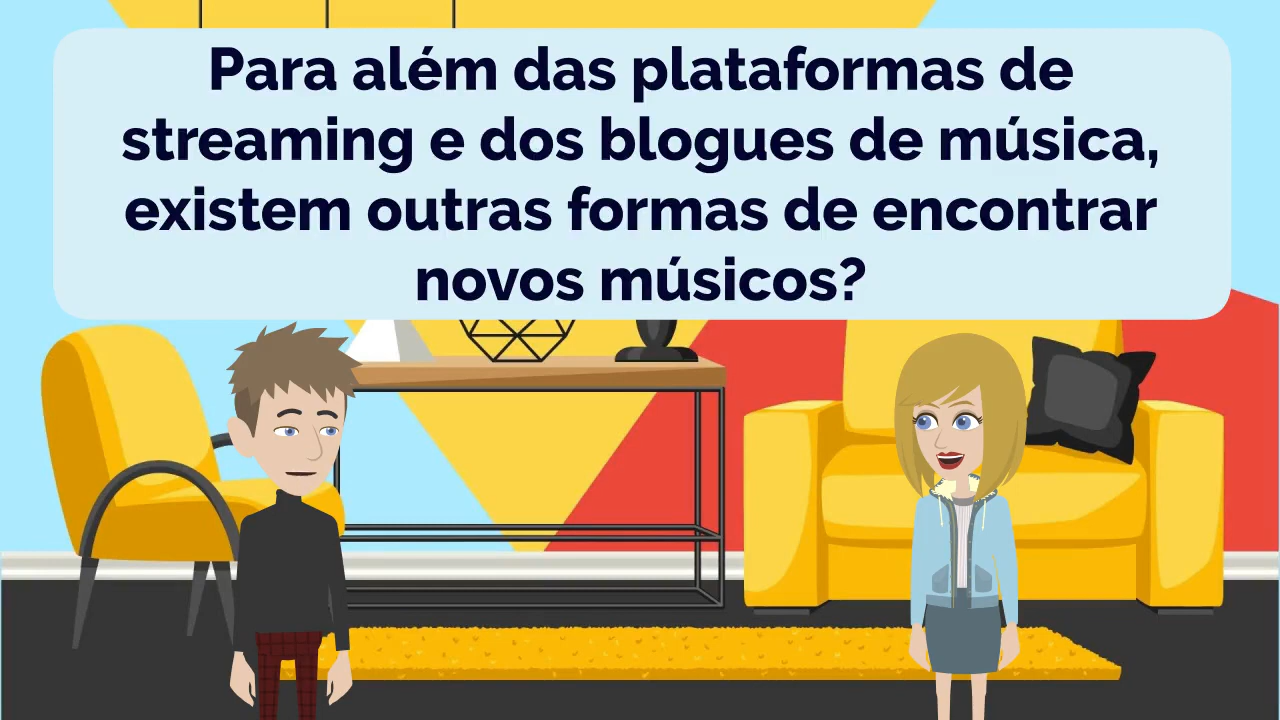 Para além das plataformas de
streaming e dos blogues de música,
existem outras formas de encontrar
novos músicos?